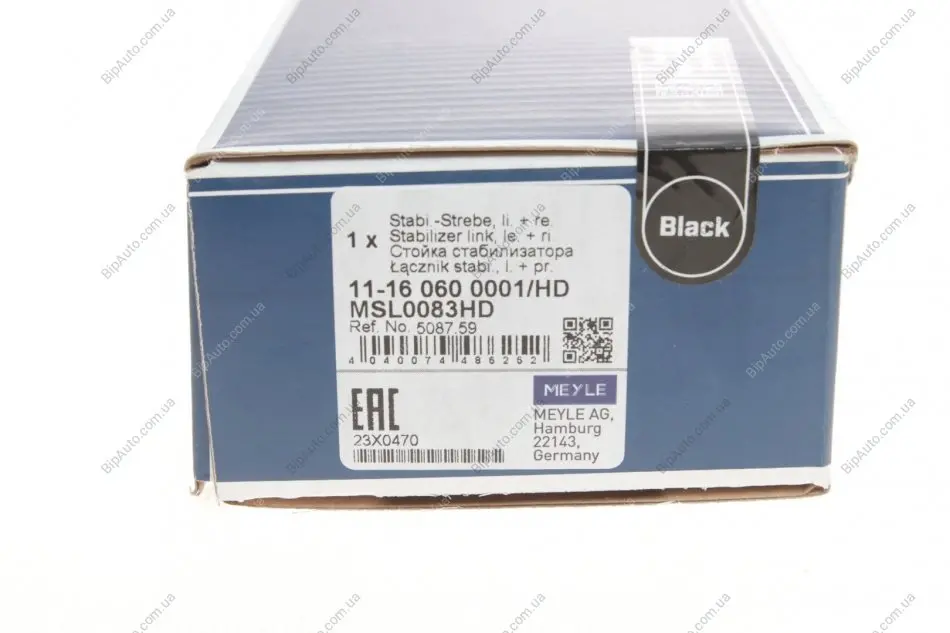 Black
Stabi.-Strebe, li. + re.
1 x
Stabilizer link, le. + ri
Стойка стабилизатора
Łącznik stabi., l. + pr.
11-16 060 0001/HD
MSL0083HD
Ref. No. 5087.59
4 040074 486262
EAC
23X0470
MEYLE
MEYLE AG,
Hamburg
22143,
Germany
BipAuto.com.ua